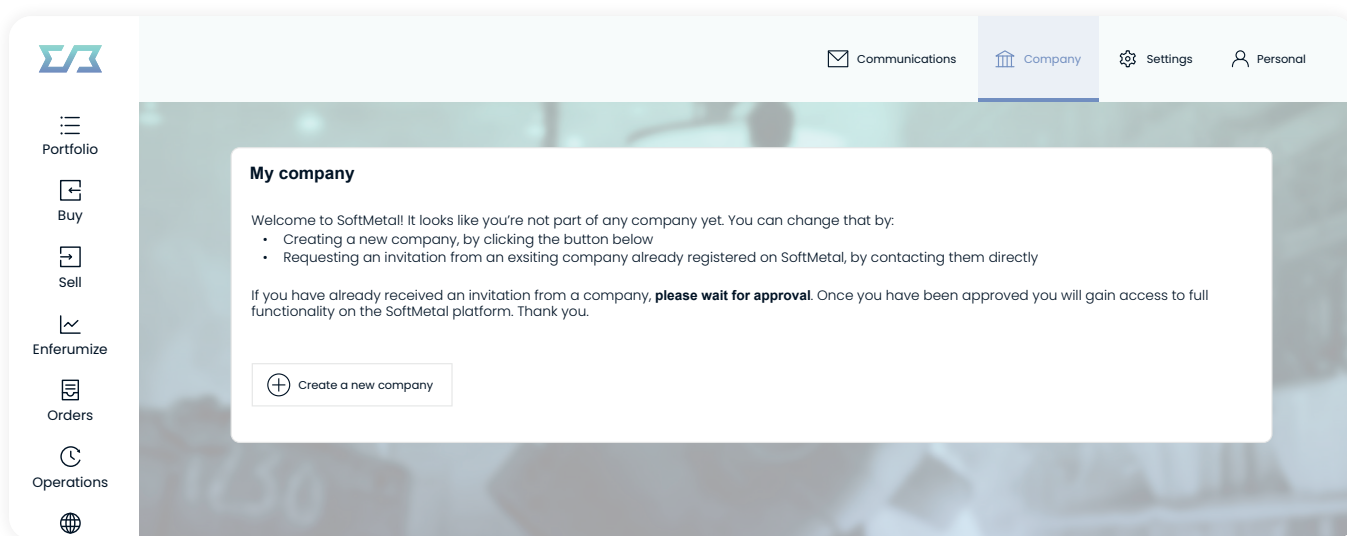 Communications
Company
Settings
Personal
Portfolio
Buy
Sell
Enferumize
Orders
Operations
My company
Welcome to SoftMetal! It looks like you’re not part of any company yet. You can change that by:
• Creating a new company, by clicking the button below
• Requesting an invitation from an exsiting company already registered on SoftMetal, by contacting them directly
If you have already received an invitation from a company, please wait for approval. Once you have been approved you will gain access to full
functionality on the SoftMetal platform. Thank you.
Create a new company
1230